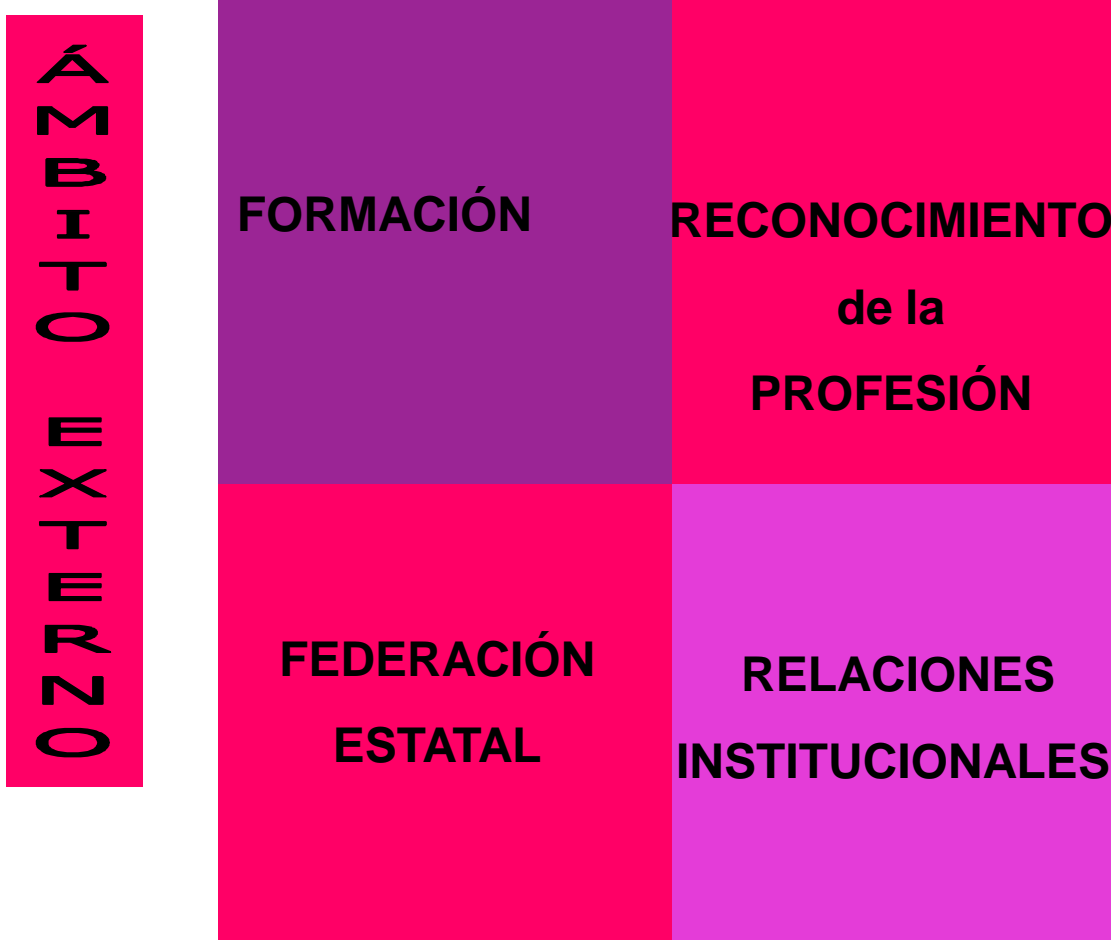 ÁMBITO EXTERNO
FORMACIÓN
RECONOCIMIENTO
de la
PROFESIÓN
FEDERACIÓN
ESTATAL
RELACIONES
INSTITUCIONALES